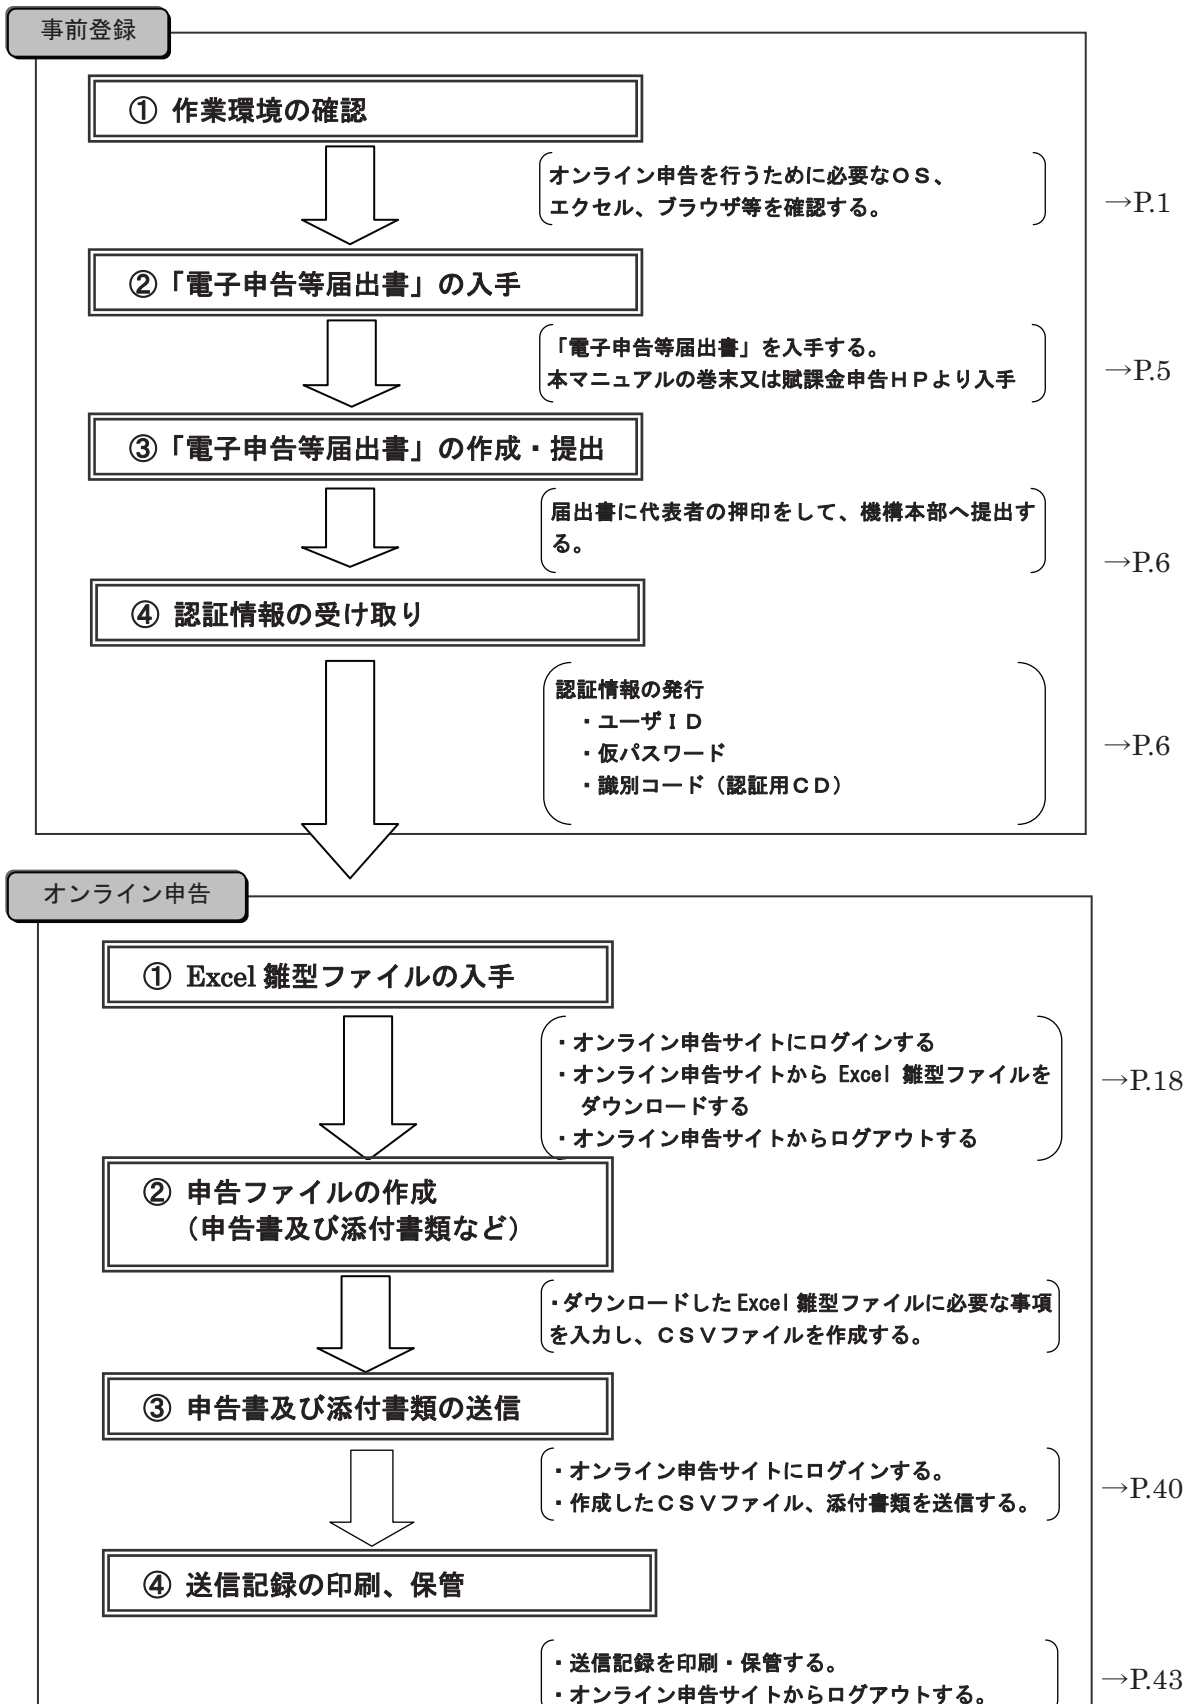 事前登録
① 作業環境の確認
オンライン申告を行うために必要なＯＳ、
エクセル、ブラウザ等を確認する。
→P.1
②「電子申告等届出書」の入手
「電子申告等届出書」を入手する。
本マニュアルの巻末又は賦課金申告ＨＰより入手
→P.5
③「電子申告等届出書」の作成・提出
届出書に代表者の押印をして、機構本部へ提出す
る。
→P.6
④ 認証情報の受け取り
認証情報の発行
・ユーザＩＤ
・仮パスワード
・識別コード（認証用ＣＤ）
→P.6
オンライン申告
① Excel 雛型ファイルの入手
・オンライン申告サイトにログインする
・オンライン申告サイトから Excel 雛型ファイルを
ダウンロードする
・オンライン申告サイトからログアウトする
→P.18
② 申告ファイルの作成
（申告書及び添付書類など）
・ダウンロードした Excel 雛型ファイルに必要な事項
を入力し、ＣＳＶファイルを作成する。
③ 申告書及び添付書類の送信
・オンライン申告サイトにログインする。
・作成したＣＳＶファイル、添付書類を送信する。
→P.40
④ 送信記録の印刷、保管
・送信記録を印刷・保管する。
・オンライン申告サイトからログアウトする。
→P.43